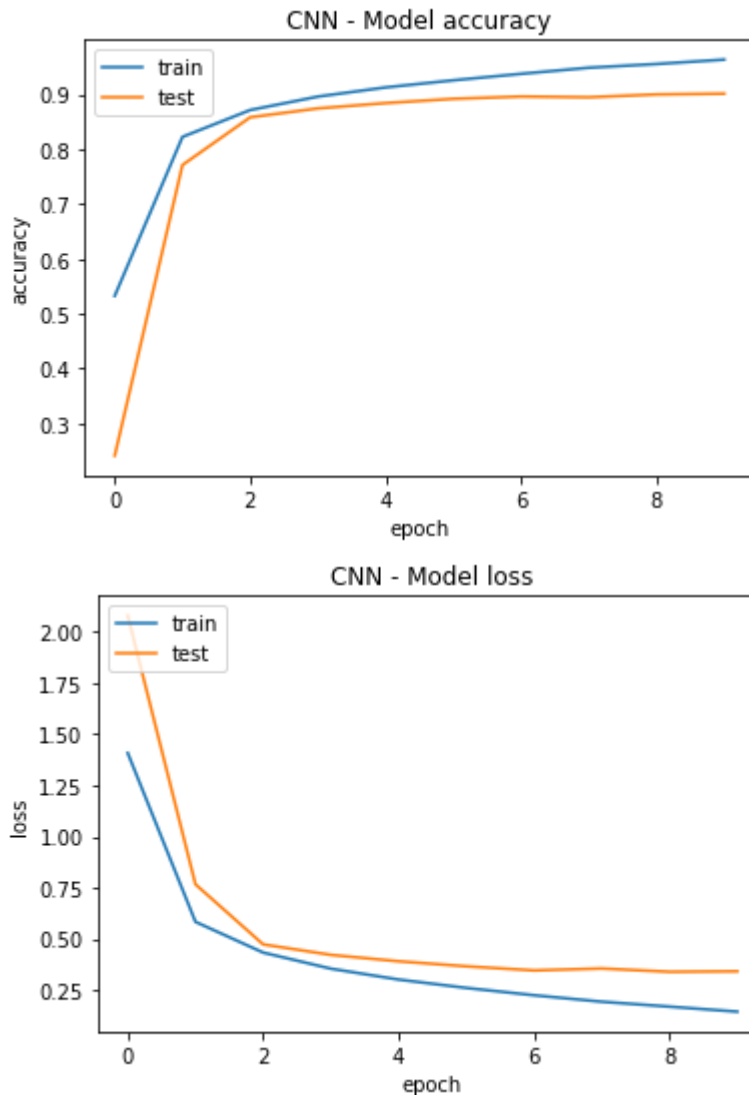 CNN - Model accuracy
train
test
0.9
0.8
0.7
0.6
0.5
0.4
0.3
accuracy
0 2 4 6 8
epoch
CNN - Model loss
train
test
2.00
1.75
1.50
1.25
1.00
0.75
0.50
0.25
loss
0 2 4 6 8
epoch